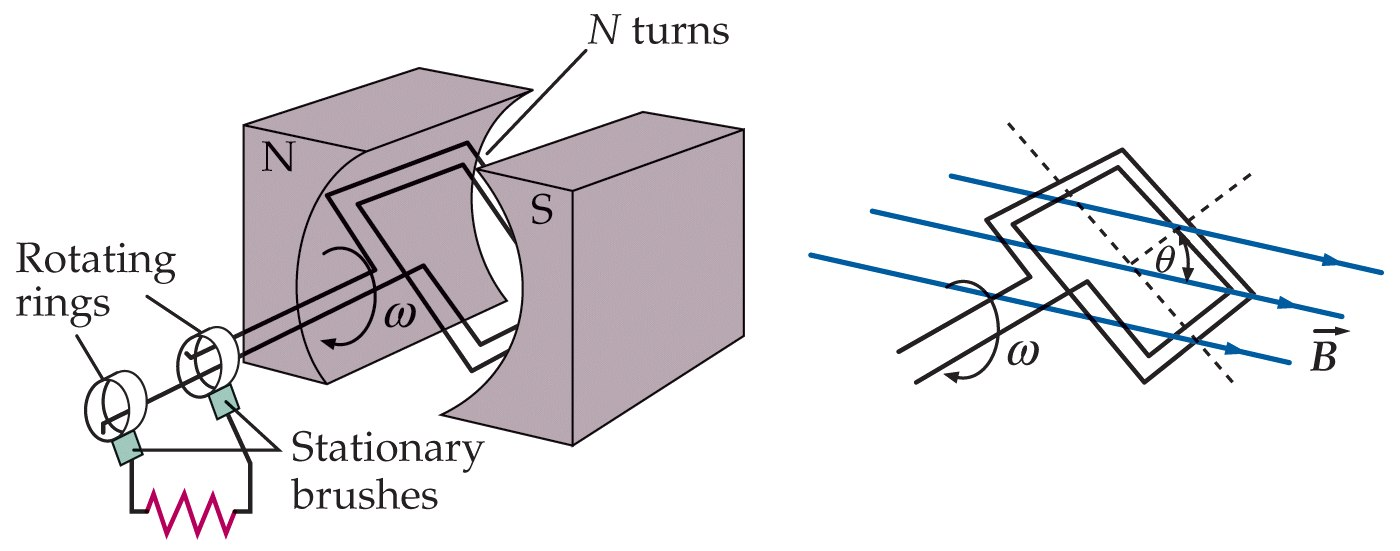 N turns
N
S
Rotating
rings
ω
Stationary
brushes
θ
ω
B